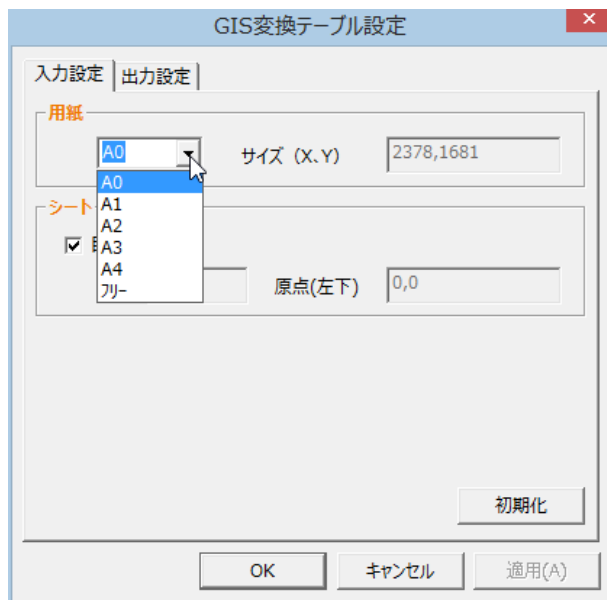 GIS変換テーブル設定
入力設定 出力設定
用紙
A0 サイズ (X、Y) 2378,1681
A0
A1
A2
A3
A4
フリー
シート
原点(左下) 0,0
初期化
OK キャンセル 適用(A)